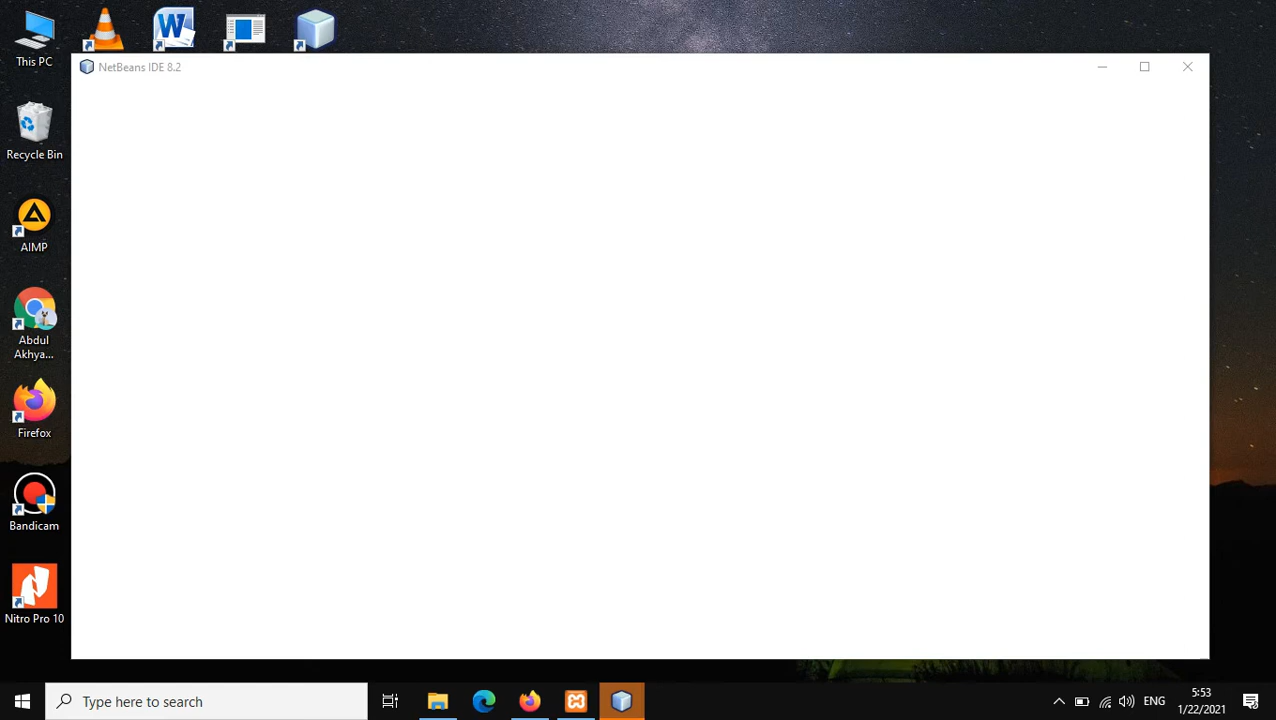 This PC
NetBeans IDE 8.2
Recycle Bin
AIMP
Abdul
Akhya...
Firefox
Bandicam
Nitro Pro 10
Type here to search
ENG
5:53
1/22/2021